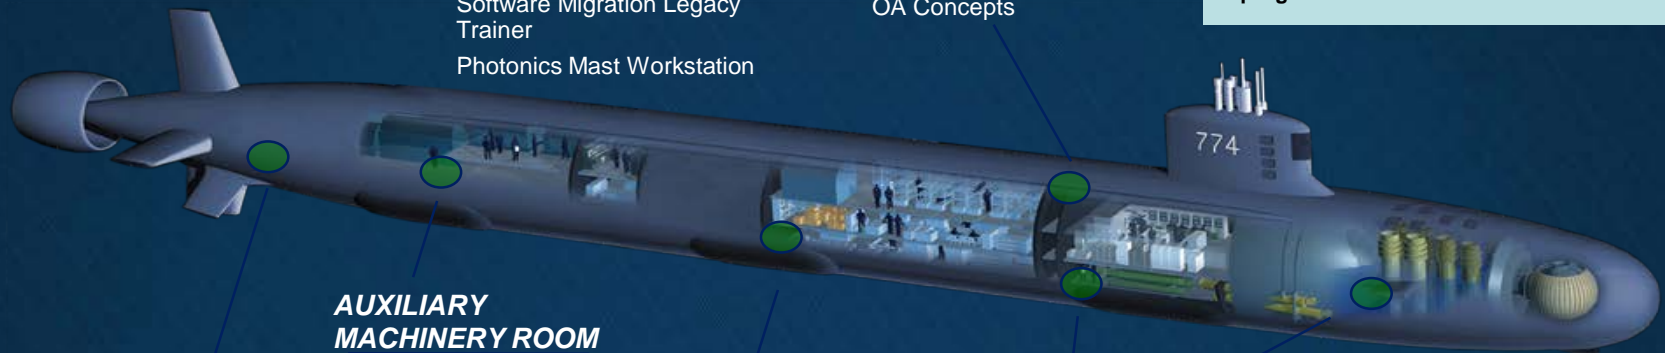 Software Migration Legacy
Trainer
Photonics Mast Workstation
OA Concepts
774
AUXILIARY
MACHINERY ROOM